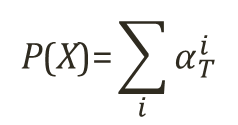 P(X)=∑_i α_T^i